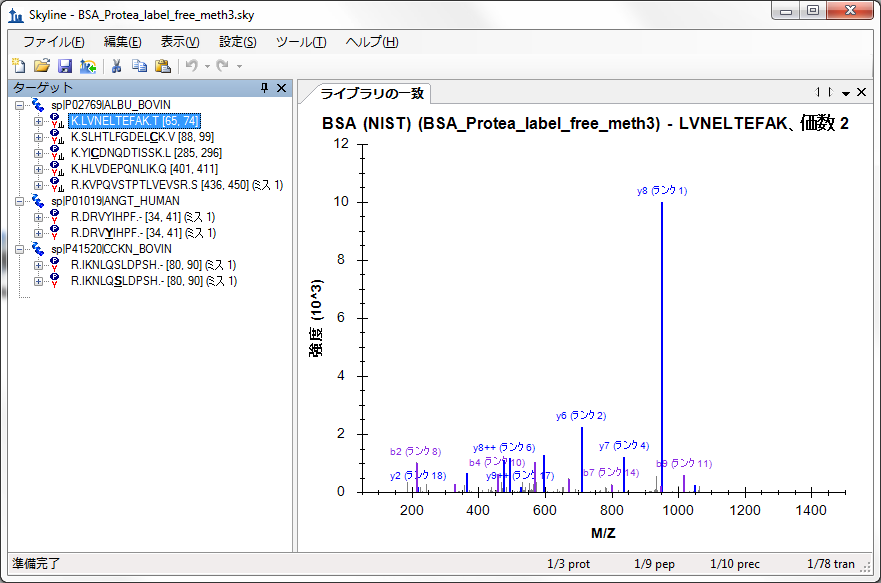 Skyline - BSA_Protea_label_free_meth3.sky
ファイル(F) 編集(E) 表示(V) 設定(S) ツール(T) ヘルプ(H)
ターゲット
sp|P02769|ALBU_BOVIN
K.LVNELTEFAK.T [65, 74]
K.SLHTLFGDELCK.V [88, 99]
K.YICDNQDTISSK.L [285, 296]
K.HLVDEPQNLIK.Q [401, 411]
R.KVPQVSTPTLVEVSR.S [436, 450] (ミス 1)
sp|P01019|ANGT_HUMAN
R.DRVYIHPF.- [34, 41] (ミス 1)
R.DRVYIHPF.- [34, 41] (ミス 1)
sp|P41520|CCKN_BOVIN
R.IKNLQSLDPSH.- [80, 90] (ミス 1)
R.IKNLQSLDPSH.- [80, 90] (ミス 1)
ライブラリの一致
BSA (NIST) (BSA_Protea_label_free_meth3) - LVNELTEFAK、価数 2
強度 (10^3)
12
10
8
6
4
2
0
y8 (ランク 1)
y6 (ランク 2)
y7 (ランク 4)
y8++ (ランク 6)
b2 (ランク 8)
b4 (ランク 10)
b9 (ランク 11)
b7 (ランク 14)
y2 (ランク 18)
y9++ (ランク 17)
200 400 600 800 1000 1200 1400
M/Z
準備完了 1/3 prot 1/9 pep 1/10 prec 1/78 tran